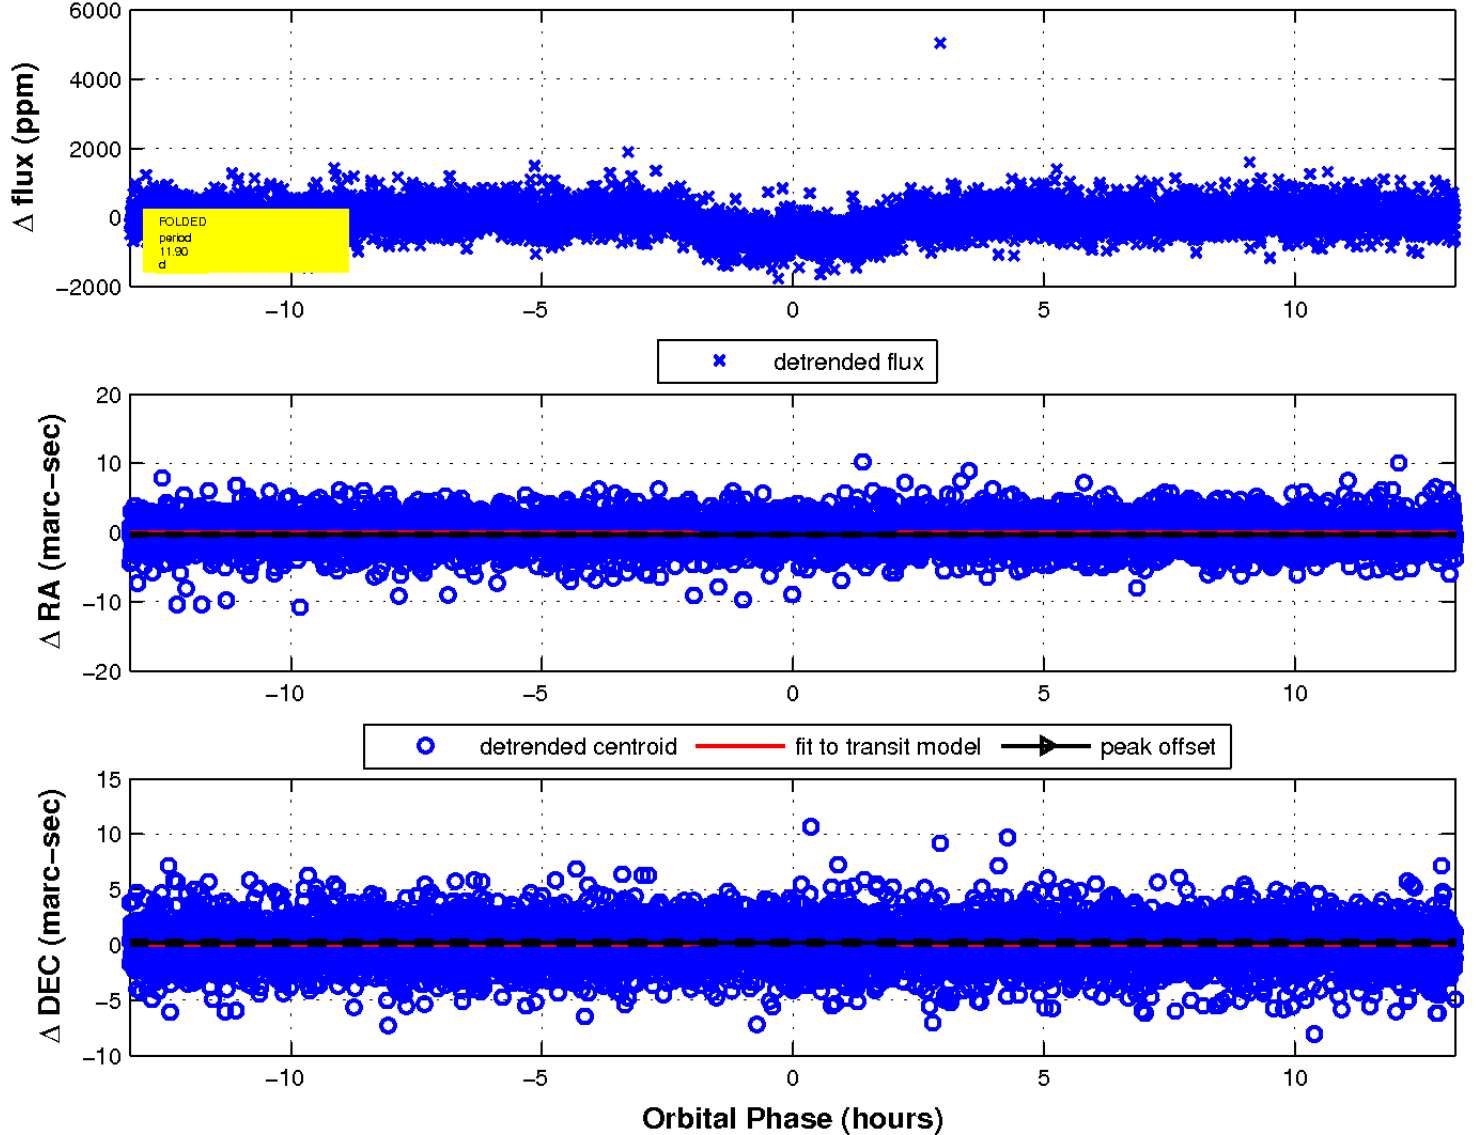 6000
4000
2000
0
−2000
Δ flux (ppm)
FOLDED
period
11.90
d
−10
−5
0
5
10
detrended flux
20
10
0
−10
−20
Δ RA (marc−sec)
−10
−5
0
5
10
detrended centroid
fit to transit model
peak offset
15
10
5
0
−5
−10
Δ DEC (marc−sec)
−10
−5
0
5
10
Orbital Phase (hours)